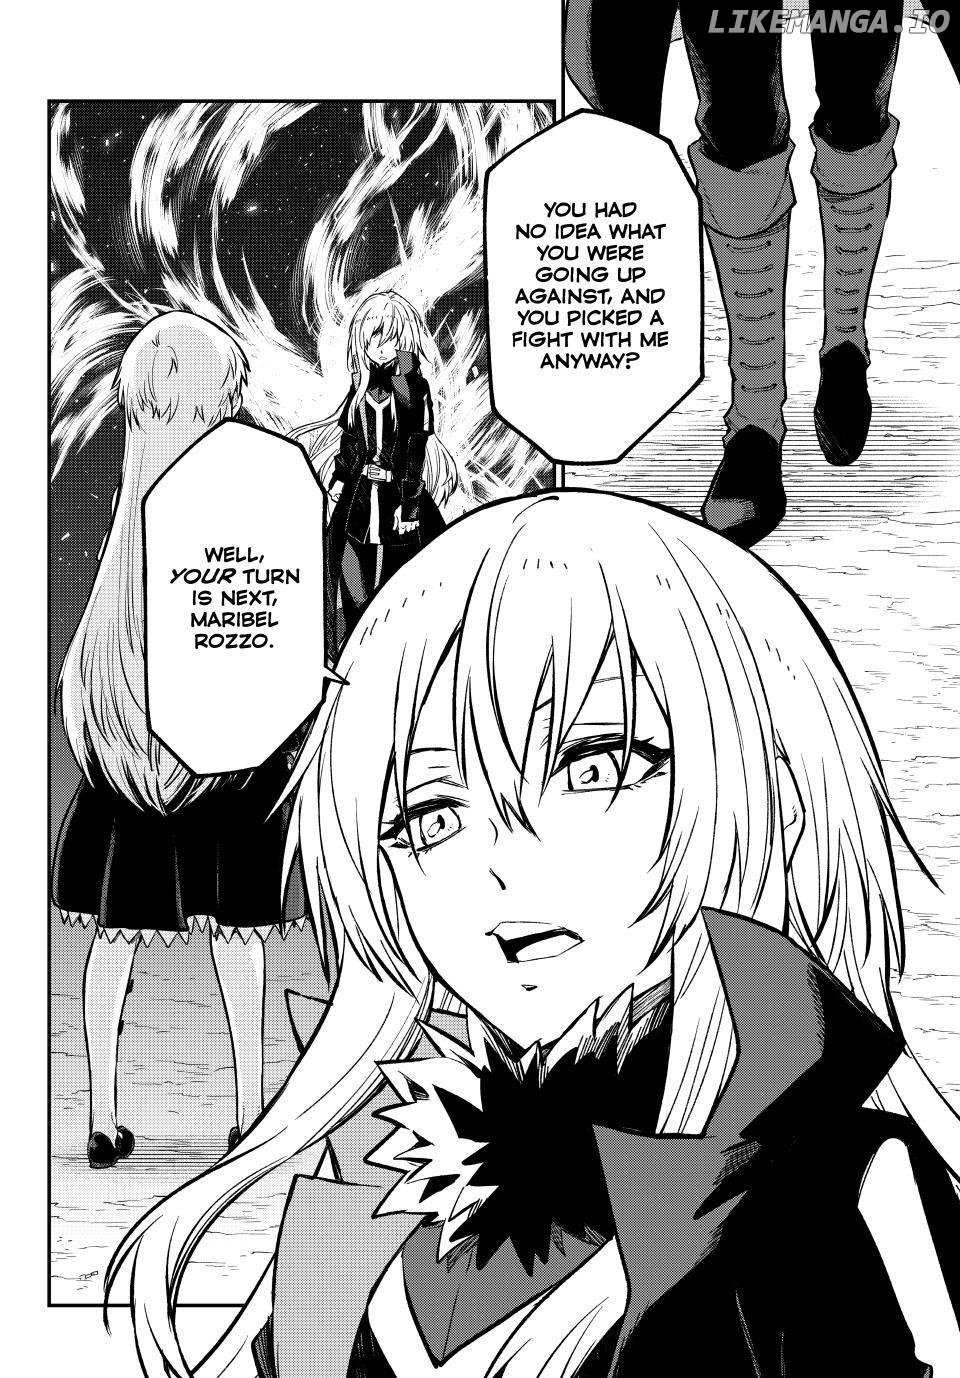 LIKEMANGA.IO
YOU HAD
NO IDEA WHAT
YOU WERE
GOING UP
AGAINST, AND
YOU PICKED A
FIGHT WITH ME
ANYWAY?
WELL,
YOUR TURN
IS NEXT,
MARIBEL
ROZZO.